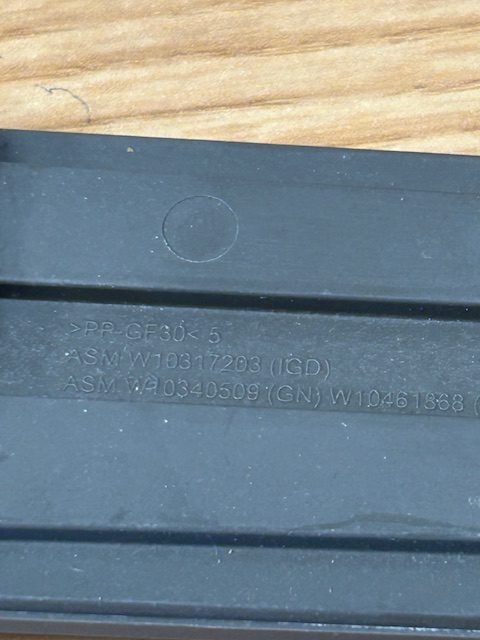 >PP-GF30< 5
ASM W10317203 (IGD)
ASM W10340509 (GN) W10461868 (